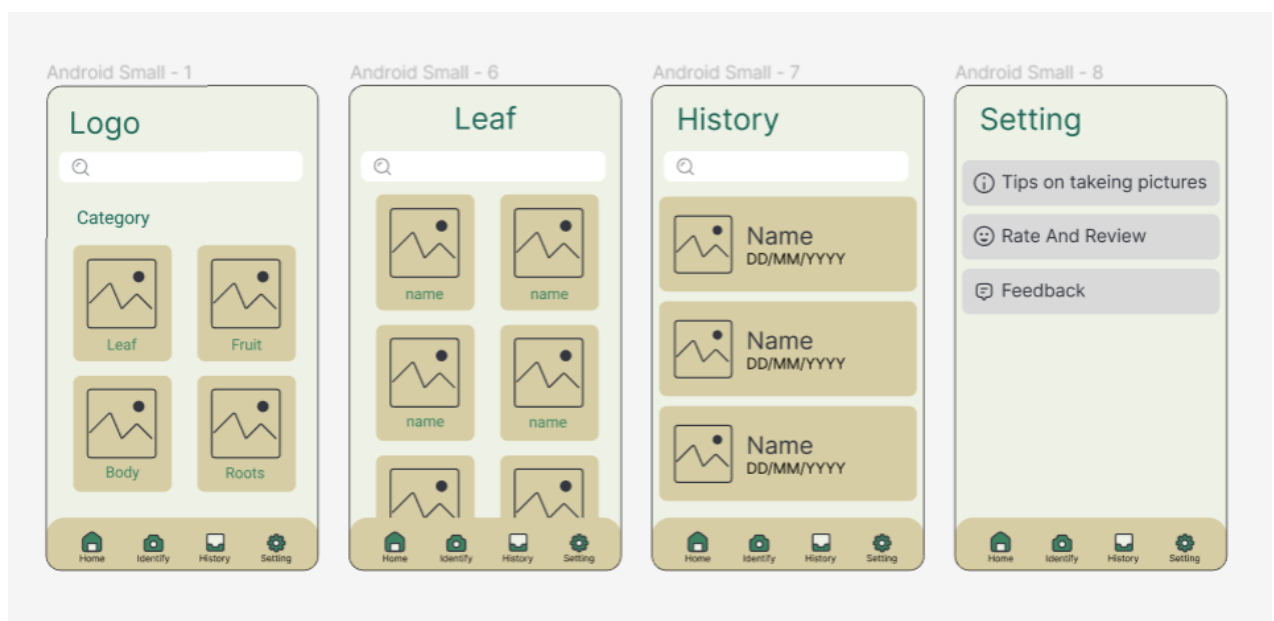 Android Small - 1
Logo
Category
Leaf
Fruit
Body
Roots
Home
Identify
History
Setting
Android Small - 6
Leaf
name
name
name
name
Home
Identify
History
Setting
Android Small - 7
History
Name
DD/MM/YYYY
Name
DD/MM/YYYY
Name
DD/MM/YYYY
Home
Identify
History
Setting
Android Small - 8
Setting
Tips on takeing pictures
Rate And Review
Feedback
Home
Identify
History
Setting